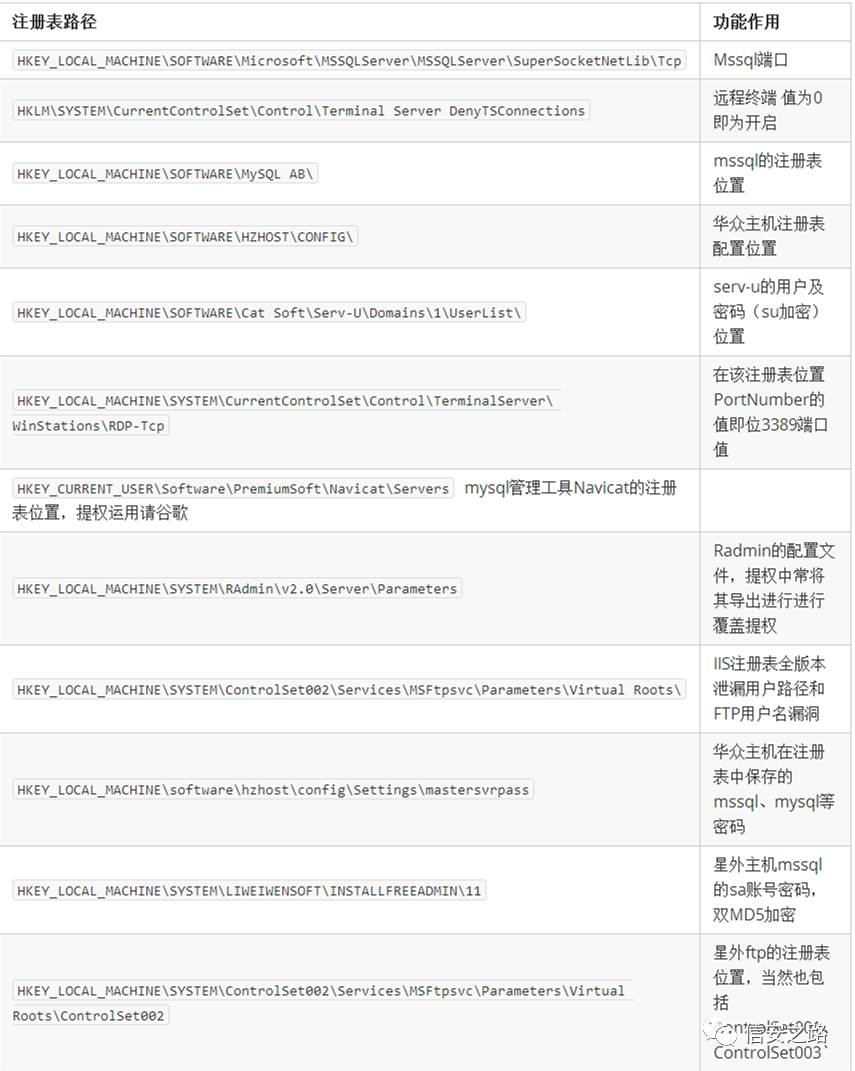 注册表路径 功能作用
HKEY_LOCAL_MACHINE\SOFTWARE\Microsoft\MSSQLServer\MSSQLServer\SuperSocketNetLib\Tcp Mssql端口
HKLM\SYSTEM\CurrentControlSet\Control\Terminal Server DenyTSConnections
远程终端 值为0
即为开启
HKEY_LOCAL_MACHINE\SOFTWARE\MySQL AB\
mssql的注册表
位置
HKEY_LOCAL_MACHINE\SOFTWARE\HZHOST\CONFIG\
华众主机注册表
配置位置
HKEY_LOCAL_MACHINE\SOFTWARE\Cat Soft\Serv-U\Domains\1\UserList\
serv-u的用户及
密码（su加密）
位置
HKEY_LOCAL_MACHINE\SYSTEM\CurrentControlSet\Control\TerminalServer\
WinStations\RDP-Tcp
在该注册表位置
PortNumber的
值即位3389端口
值
HKEY_CURRENT_USER\Software\PremiumSoft\Navicat\Servers mysql管理工具Navicat的注册
表位置，提权运用请谷歌
HKEY_LOCAL_MACHINE\SYSTEM\RAdmin\v2.0\Server\Parameters
Radmin的配置文
件，提权中常将
其导出进行进行
覆盖提权
HKEY_LOCAL_MACHINE\SYSTEM\ControlSet002\Services\MSFtpsvc\Parameters\Virtual Roots\
IIS注册表全版本
泄漏用户路径和
FTP用户名漏洞
HKEY_LOCAL_MACHINE\software\hzhost\config\Settings\mastersvrpass
华众主机在注册
表中保存的
mssql、mysql等
密码
HKEY_LOCAL_MACHINE\SYSTEM\LIWEIWENSOFT\INSTALLFREEADMIN\11
星外主机mssql
的sa账号密码，
双MD5加密
HKEY_LOCAL_MACHINE\SYSTEM\ControlSet002\Services\MSFtpsvc\Parameters\Virtual
Roots\ControlSet002
星外ftp的注册表
位置，当然也包
括
信安之路
ControlSet003`